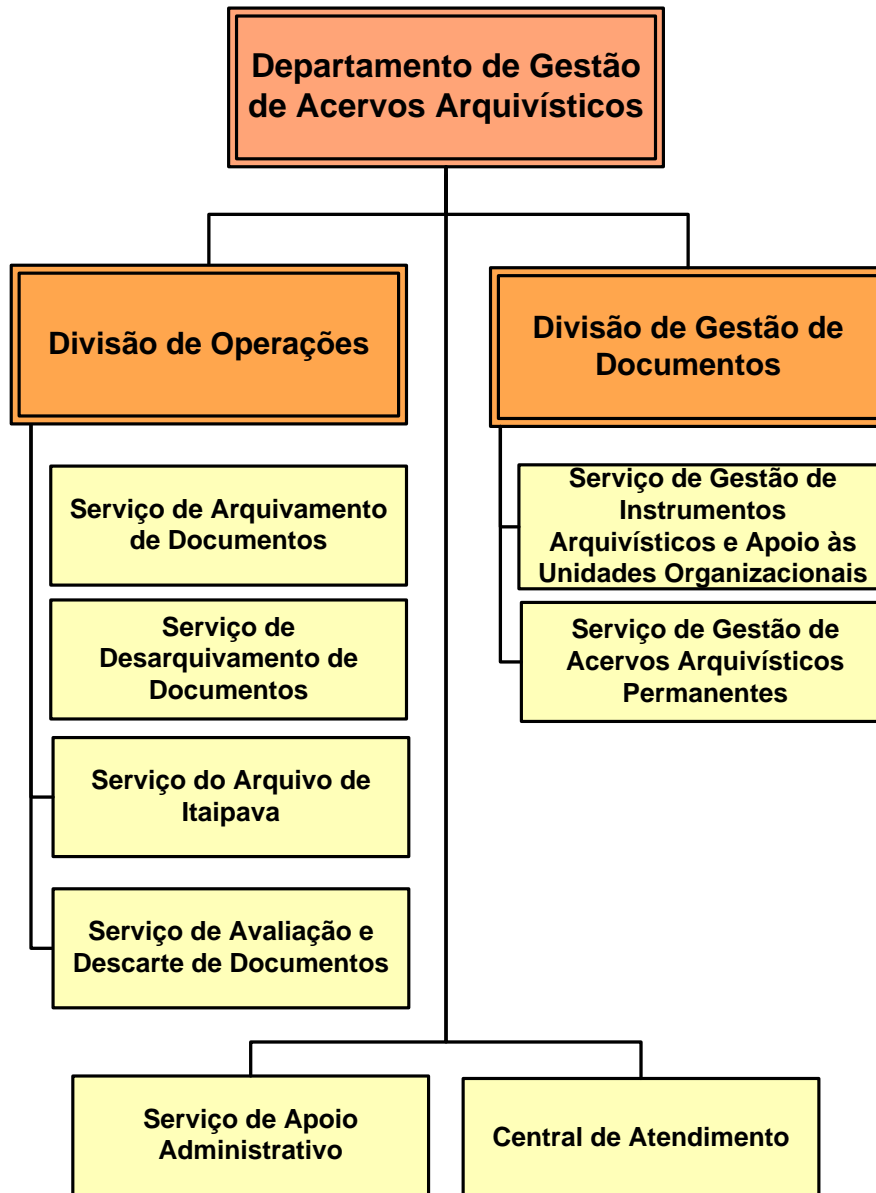 Departamento de Gestão
de Acervos Arquivísticos
Divisão de Operações
Divisão de Gestão de
Documentos
Serviço de Arquivamento
de Documentos
Serviço de
Desarquivamento de
Documentos
Serviço do Arquivo de
Itaipava
Serviço de Avaliação e
Descarte de Documentos
Serviço de Gestão de
Instrumentos
Arquivísticos e Apoio às
Unidades Organizacionais
Serviço de Gestão de
Acervos Arquivísticos
Permanentes
Serviço de Apoio
Administrativo
Central de Atendimento